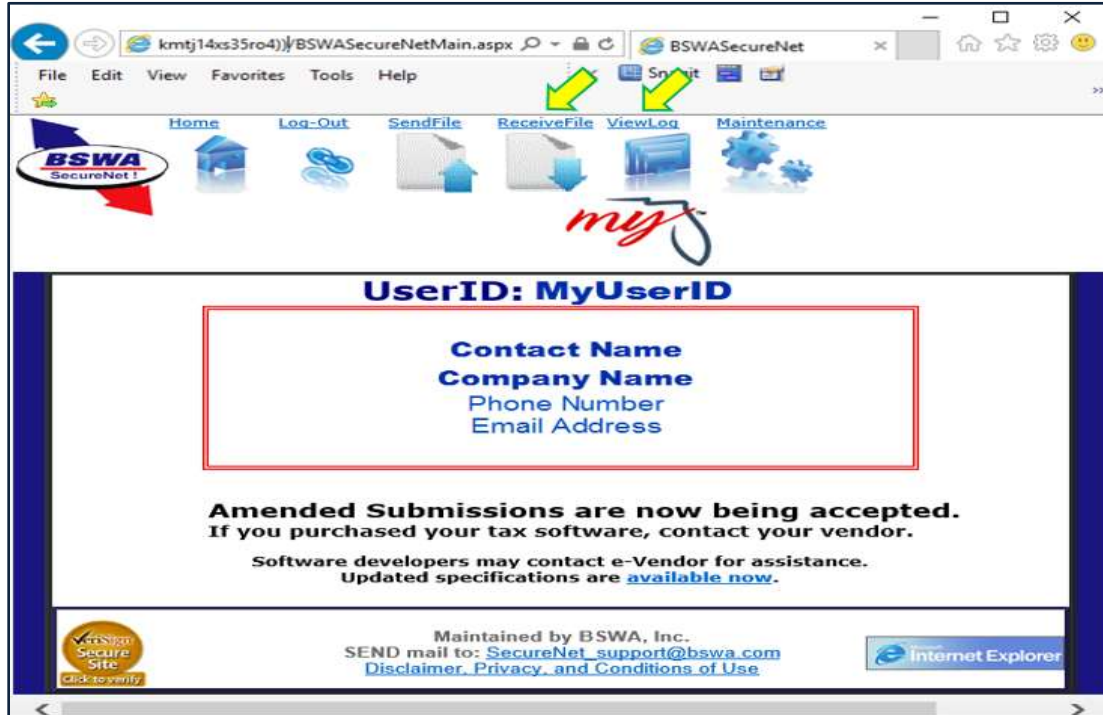 kmtj14xs35ro4))/BSWASecureNetMain.aspx
BSWASecureNet
File Edit View Favorites Tools Help
Home Log-Out SendFile ReceiveFile ViewLog Maintenance
BSWA
SecureNet!
my
UserID: MyUserID
Contact Name
Company Name
Phone Number
Email Address
Amended Submissions are now being accepted.
If you purchased your tax software, contact your vendor.
Software developers may contact e-Vendor for assistance.
Updated specifications are available now.
VeriSign
Secure
Site
Click to verify
Maintained by BSWA, Inc.
SEND mail to: SecureNet_support@bswa.com
Disclaimer, Privacy, and Conditions of Use
Internet Explorer